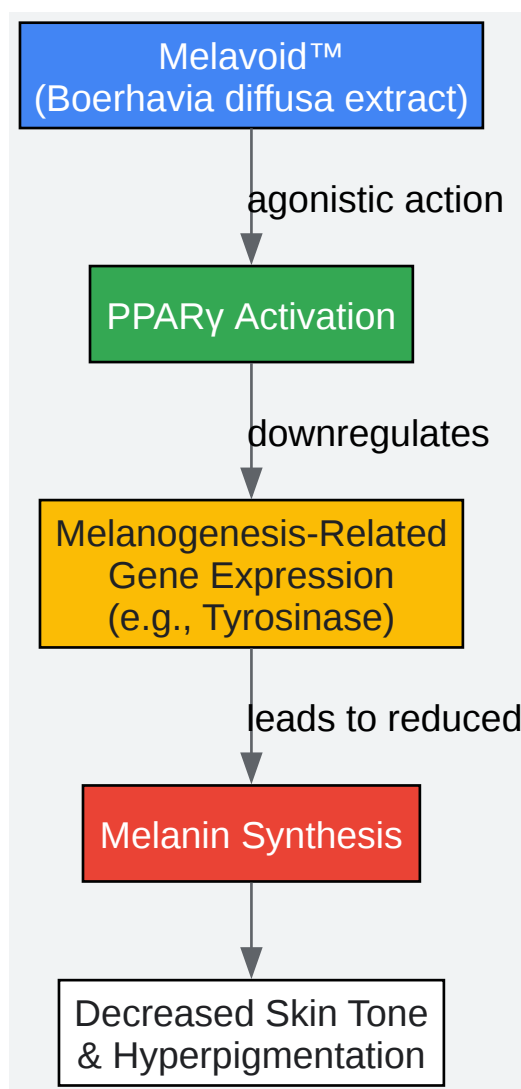 Melavoid™
(Boerhavia diffusa extract)
agonistic action
PPARγ Activation
downregulates
Melanogenesis-Related
Gene Expression
(e.g., Tyrosinase)
leads to reduced
Melanin Synthesis
Decreased Skin Tone
& Hyperpigmentation